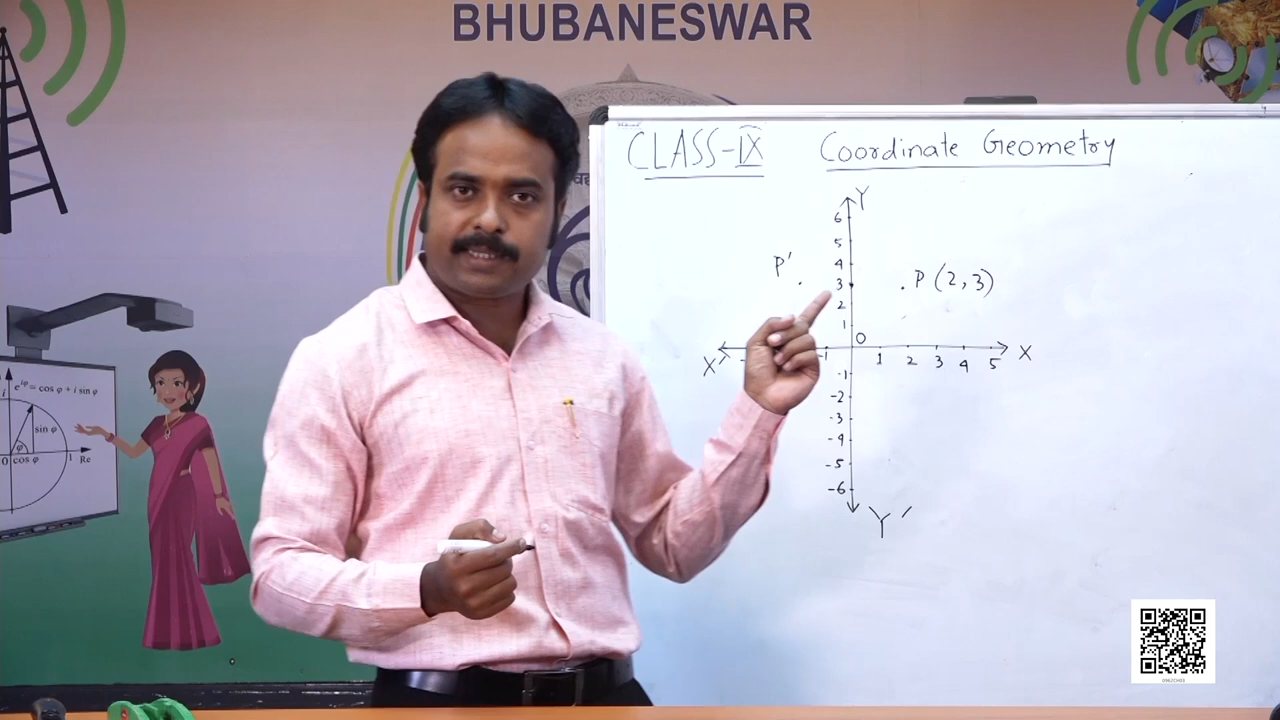 BHUBANESWAR
CLASS-IX Coordinate Geometry
Y
6
5
4
3
2
1
P'
P (2, 3)
O
X'
-1
1 2 3 4 5
X
-1
-2
-3
-4
-5
-6
Y'
i
e^iφ = cos φ + i sin φ
sin φ
φ
0 cos φ 1 Re